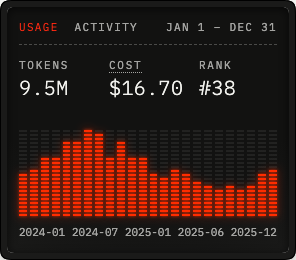 USAGE ACTIVITY JAN 1 – DEC 31
TOKENS COST RANK
9.5M $16.70 #38
2024-01 2024-07 2025-01 2025-06 2025-12